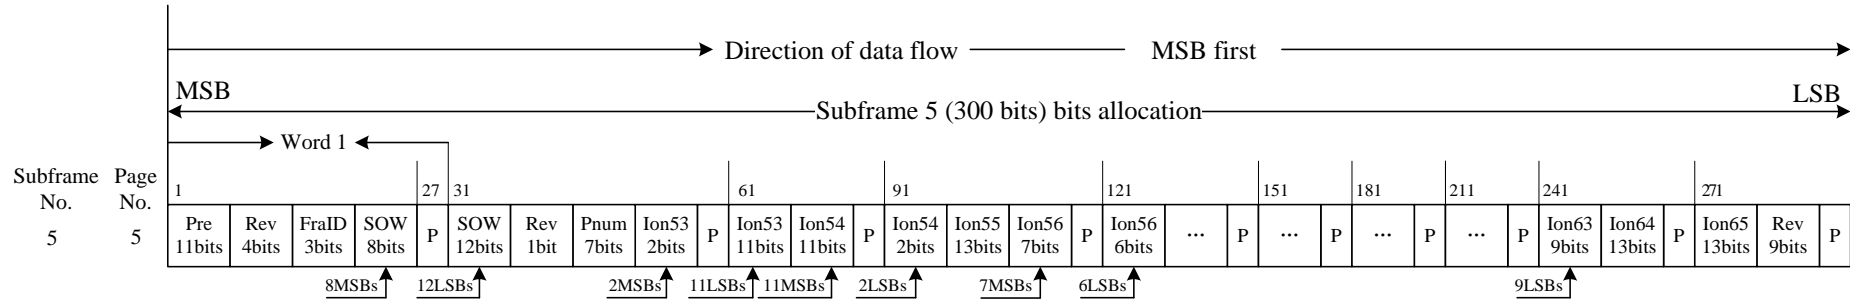 Direction of data flow MSB first
MSB LSB
Subframe 5 (300 bits) bits allocation
Word 1
Subframe No. Page No.
1 27 31 61 91 121 151 181 211 241 271
5 5
Pre 11bits
Rev 4bits
FraID 3bits
SOW 8bits
P
SOW 12bits
Rev 1bit
Pnum 7bits
Ion53 2bits
P
Ion53 11bits
Ion54 11bits
P
Ion54 2bits
Ion55 13bits
Ion56 7bits
P
Ion56 6bits
...
P
...
P
...
P
...
P
Ion63 9bits
Ion64 13bits
P
Ion65 13bits
Rev 9bits
P
8MSBs 12LSBs 2MSBs 11LSBs 11MSBs 2LSBs 7MSBs 6LSBs 9LSBs